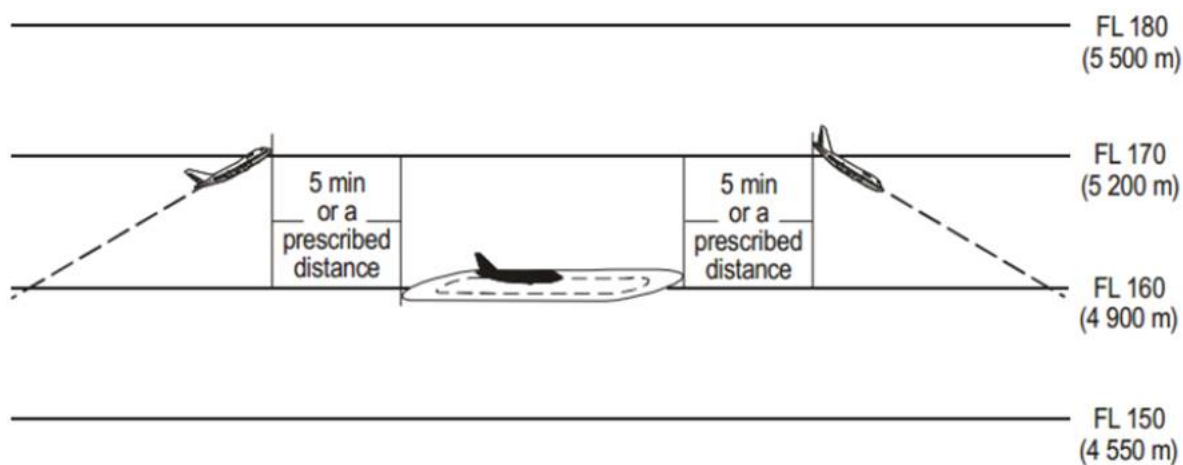 FL 180
(5 500 m)
FL 170
(5 200 m)
5 min
or a
prescribed
distance
5 min
or a
prescribed
distance
FL 160
(4 900 m)
FL 150
(4 550 m)